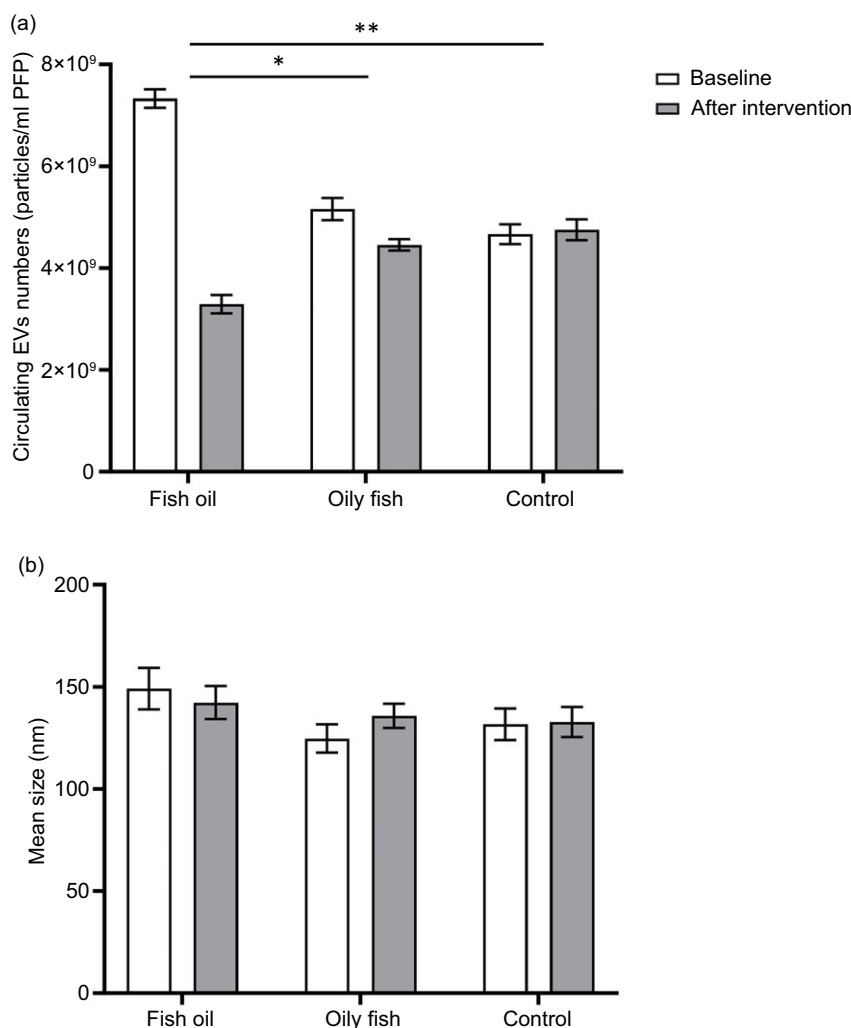 (a)
**
*
Baseline
After intervention
Circulating EVs numbers (particles/ml PFP)
8×10⁹
6×10⁹
4×10⁹
2×10⁹
0
Fish oil Oily fish Control
(b)
Mean size (nm)
200
150
100
50
0
Fish oil Oily fish Control